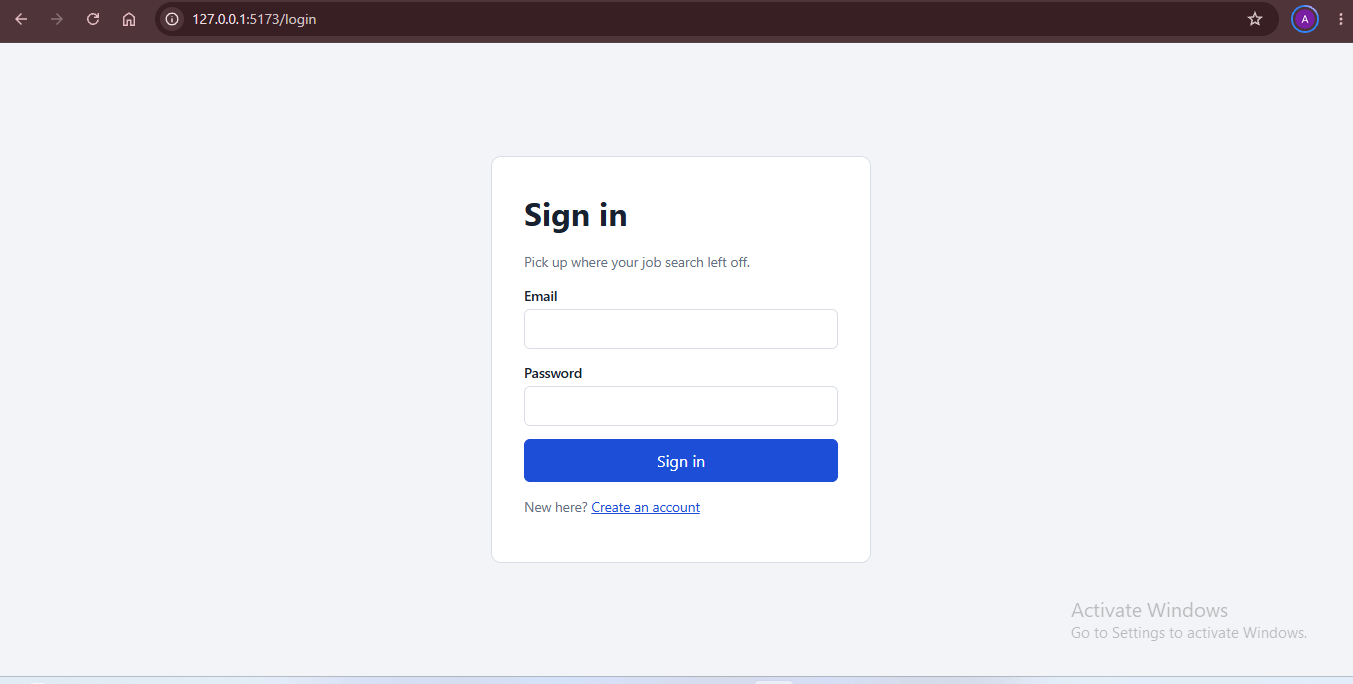 127.0.0.1:5173/login
A
Sign in
Pick up where your job search left off.
Email
Password
Sign in
New here? Create an account
Activate Windows
Go to Settings to activate Windows.